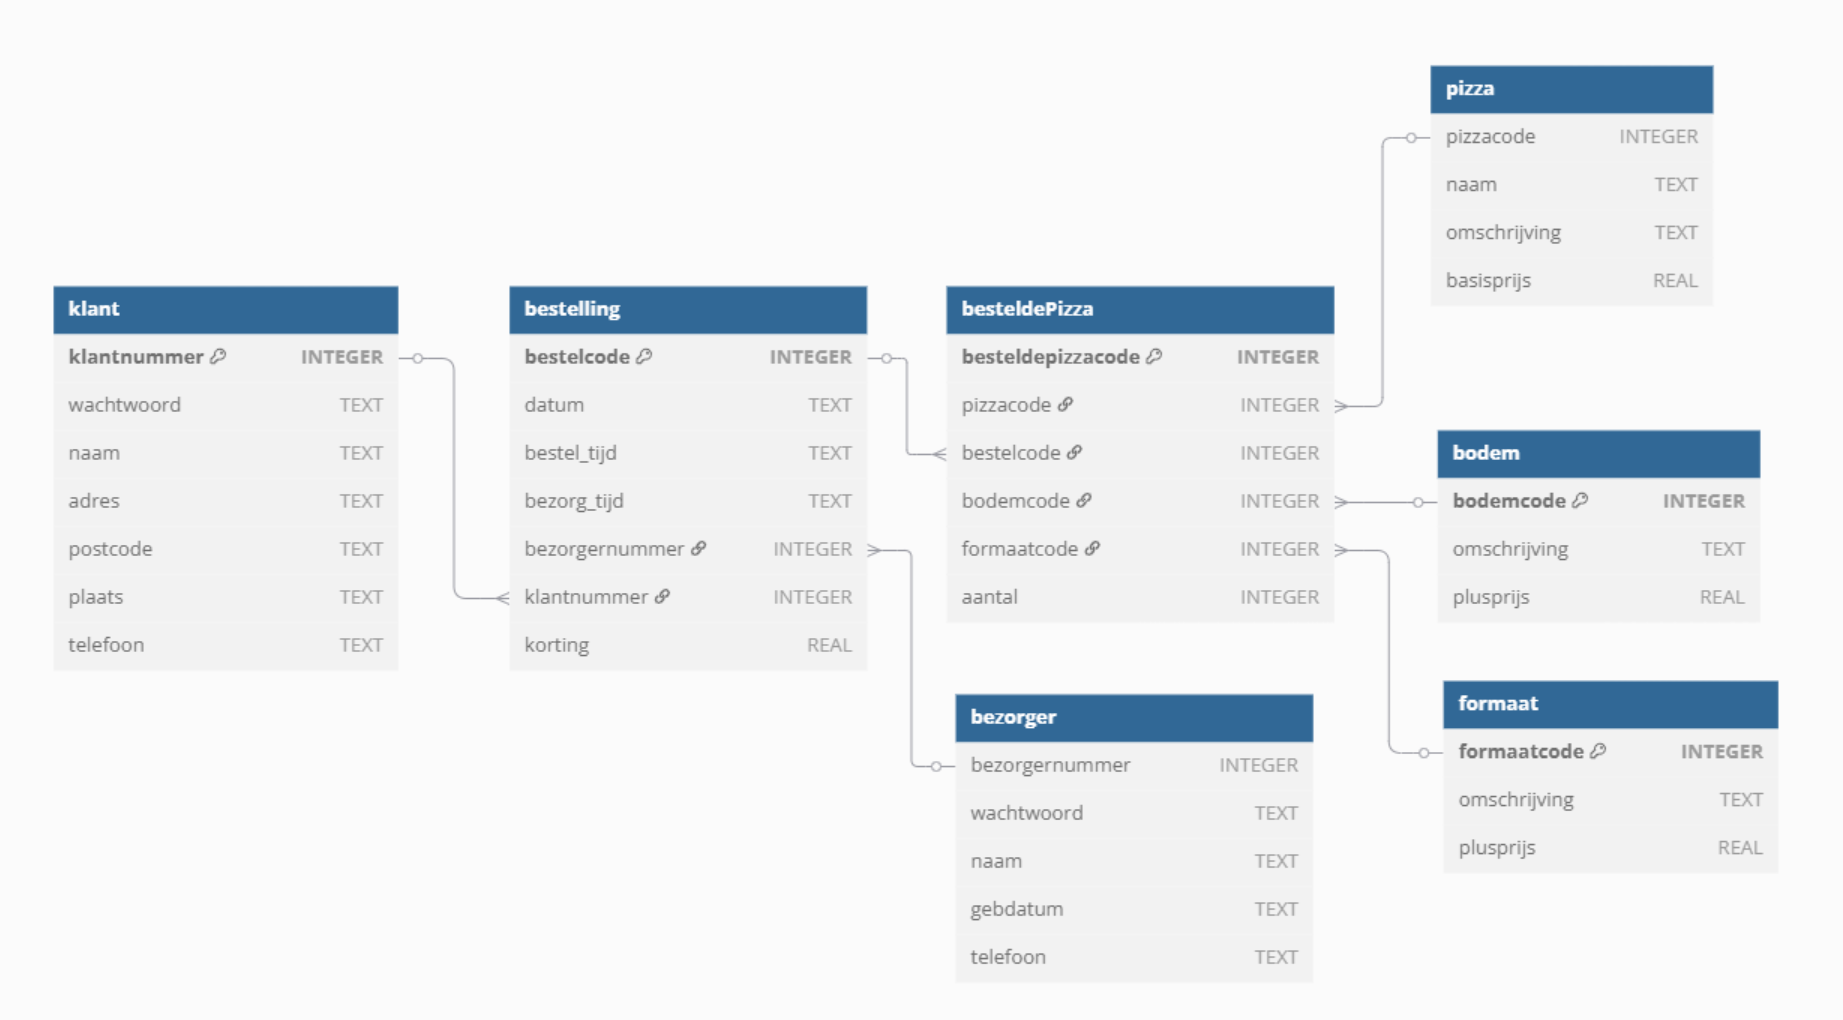 klant
klantnummer INTEGER
wachtwoord TEXT
naam TEXT
adres TEXT
postcode TEXT
plaats TEXT
telefoon TEXT
bestelling
bestelcode INTEGER
datum TEXT
bestel_tijd TEXT
bezorg_tijd TEXT
bezorgernummer INTEGER
klantnummer INTEGER
korting REAL
besteldePizza
besteldepizzacode INTEGER
pizzacode INTEGER
bestelcode INTEGER
bodemcode INTEGER
formaatcode INTEGER
aantal INTEGER
bezorger
bezorgernummer INTEGER
wachtwoord TEXT
naam TEXT
gebdatum TEXT
telefoon TEXT
pizza
pizzacode INTEGER
naam TEXT
omschrijving TEXT
basisprijs REAL
bodem
bodemcode INTEGER
omschrijving TEXT
plusprijs REAL
formaat
formaatcode INTEGER
omschrijving TEXT
plusprijs REAL